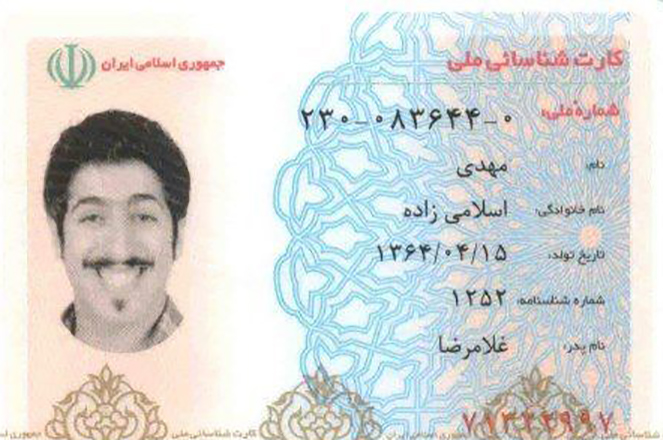 جمهوری اسلامی ایران
کارت شناسائی ملی
شماره ملی: ۲۳۰-۰۸۳۶۴۴-۰
نام: مهدی
نام خانوادگی: اسلامی زاده
تاریخ تولد: ۱۳۶۴/۰۴/۱۵
شماره شناسنامه: ۱۲۵۲
نام پدر: غلامرضا
۷۱۳۲۲۹۹۷
کارت شناسائی ملی جمهوری اسلامی ایران